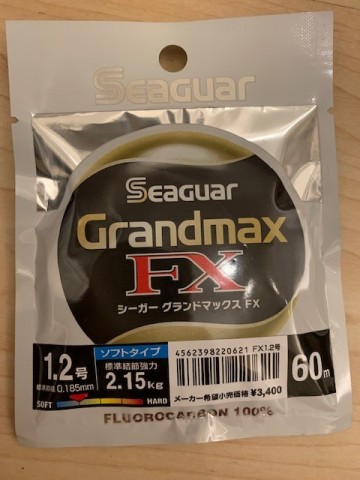 Seaguar
Seaguar
Grandmax
FX
シーガー グランドマックス FX
1.2号
標準直径 0.185mm
SOFT HARD
ソフトタイプ
標準結節強力
2.15kg
4562398220621 FX1.2号
メーカー希望小売価格 ¥3,400
60m
FLUOROCARBON 100%